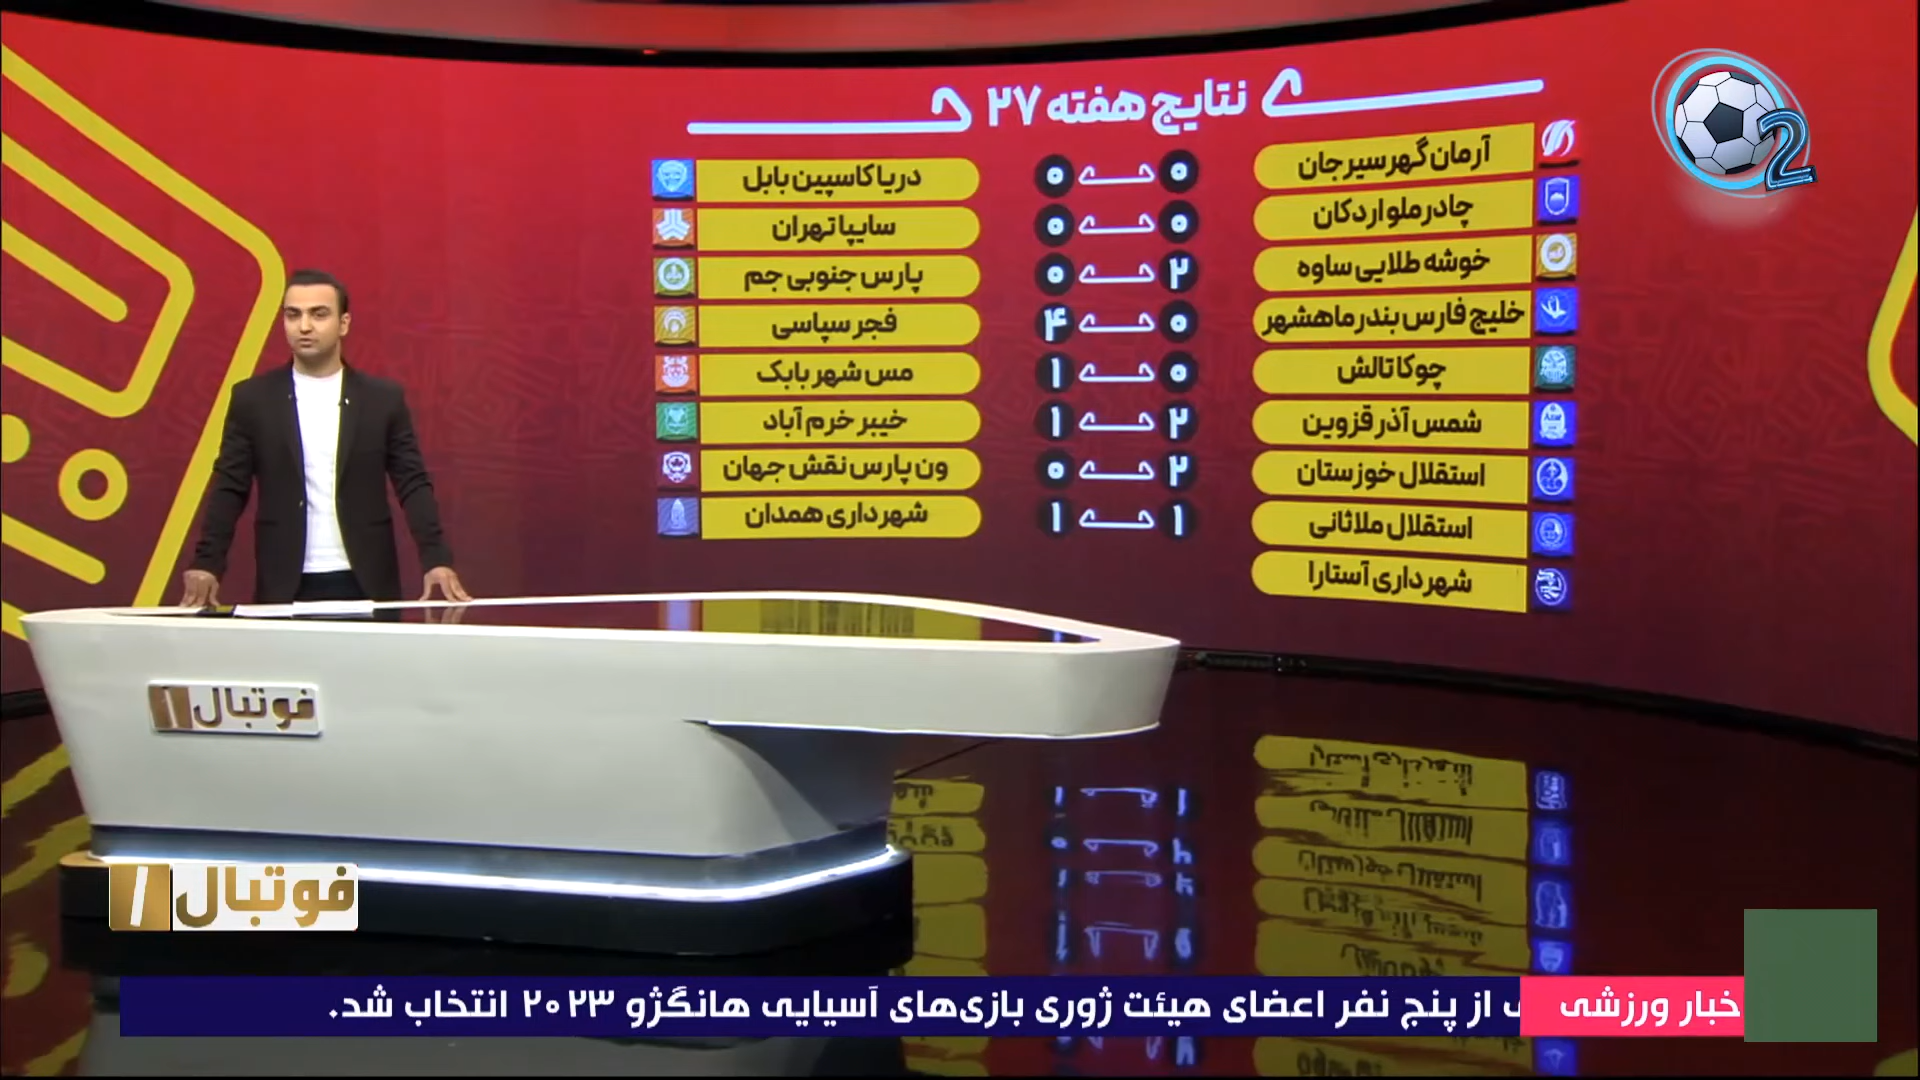 نتایج هفته ۲۷
آرمان گهر سیرجان ۰ ۰ دریا کاسپین بابل
چادرملو اردکان ۰ ۰ سایپا تهران
خوشه طلایی ساوه ۲ ۰ پارس جنوبی جم
خلیج فارس بندر ماهشهر ۰ ۴ فجر سپاسی
چوکا تالش ۰ ۱ مس شهر بابک
شمس آذر قزوین ۲ ۱ خیبر خرم آباد
استقلال خوزستان ۲ ۰ ون پارس نقش جهان
استقلال ملاثانی ۱ ۱ شهرداری همدان
شهرداری آستارا
2
فوتبال ۱
فوتبال ۱
خبار ورزشی
از پنج نفر اعضای هیئت ژوری بازی‌های آسیایی هانگژو ۲۰۲۳ انتخاب شد.